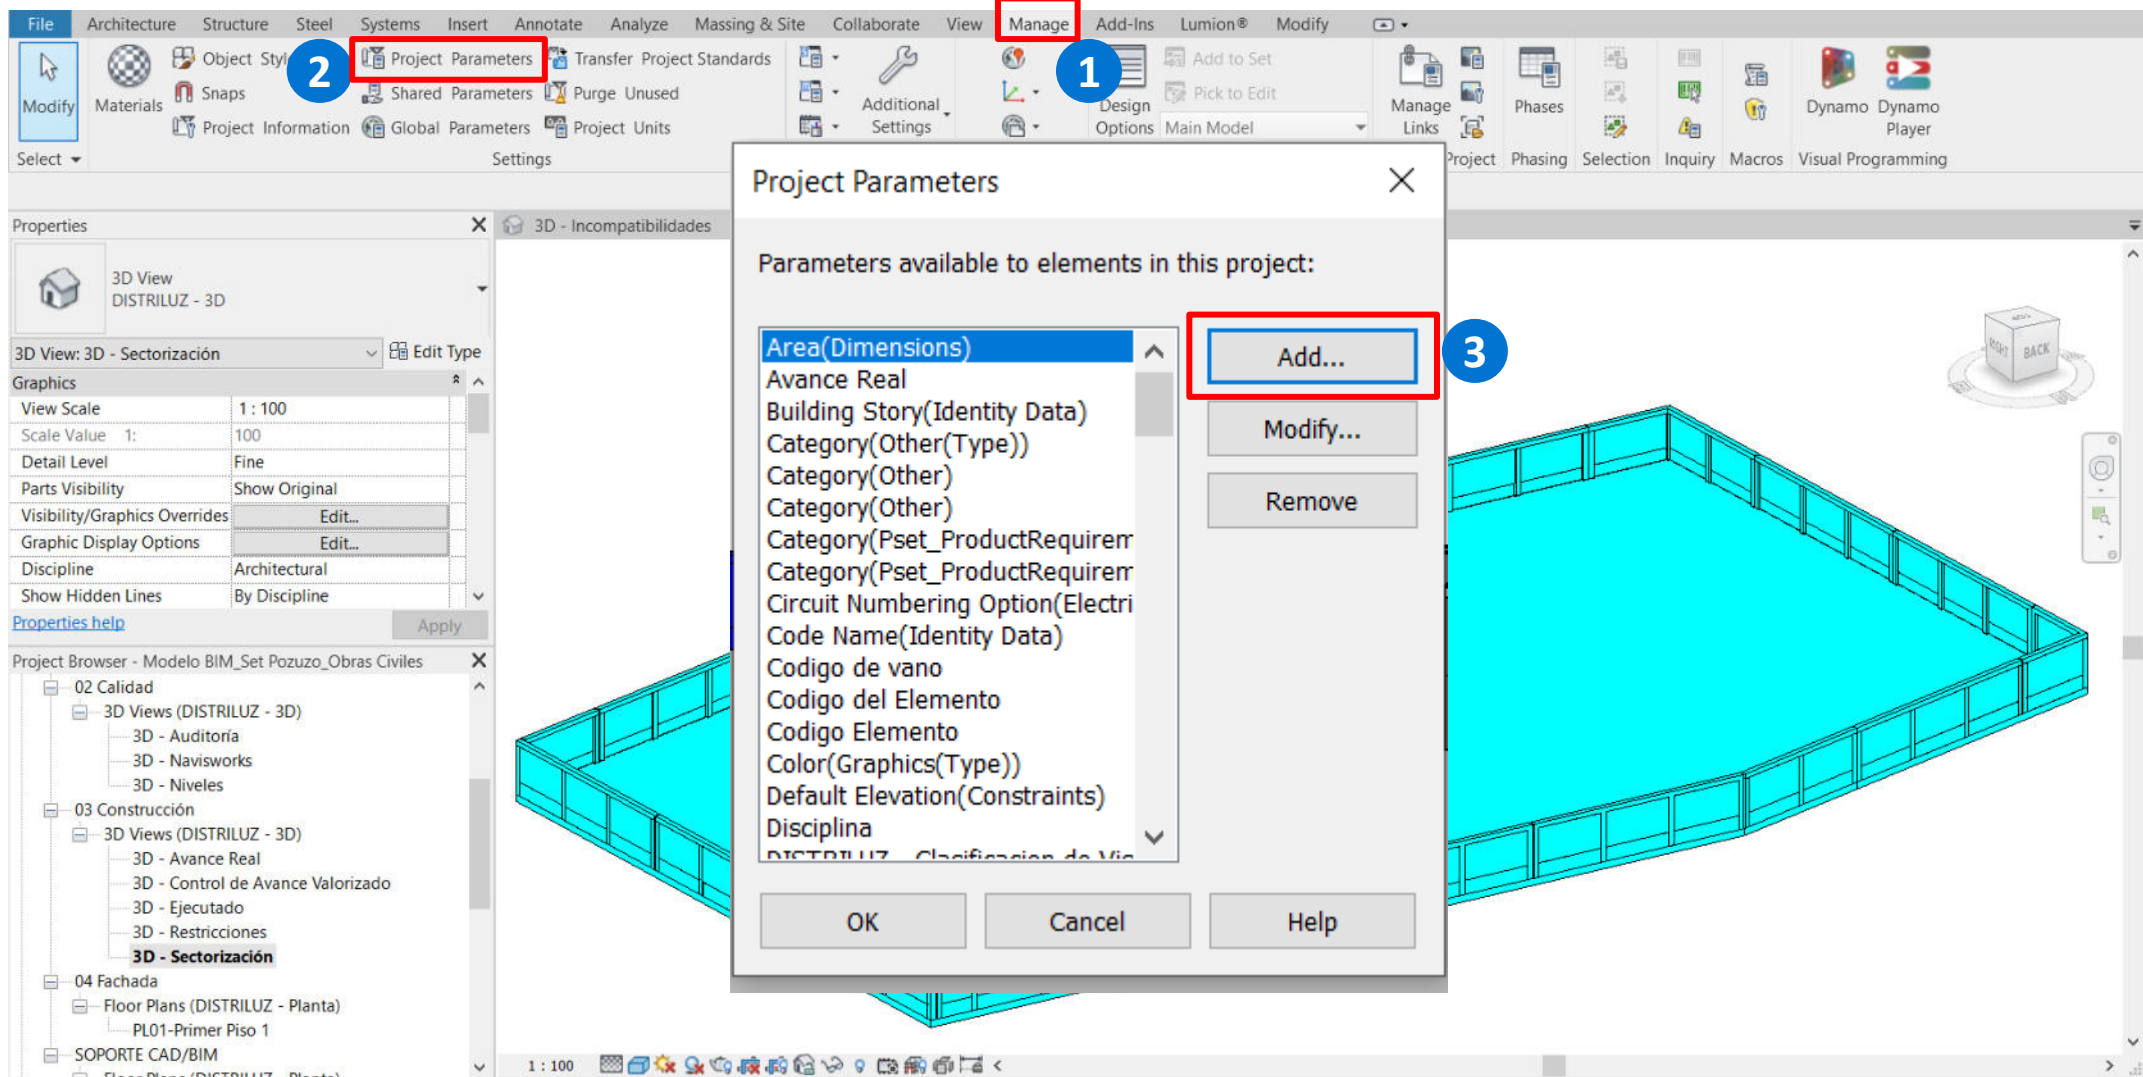 File Architecture Structure Steel Systems Insert Annotate Analyze Massing & Site Collaborate View Manage Add-Ins Lumion® Modify
Modify
Select
Materials
Object Styl
Snaps
Project Information
2
Project Parameters
Shared Parameters
Global Parameters
Transfer Project Standards
Purge Unused
Project Units
Settings
Additional
Settings
1
Design
Options
Add to Set
Pick to Edit
Main Model
Manage
Links
Project
Phases
Phasing
Selection
Inquiry
Macros
Dynamo
Dynamo
Player
Visual Programming
Properties
3D View
DISTRILUZ - 3D
3D View: 3D - Sectorización
Edit Type
Graphics
View Scale 1 : 100
Scale Value 1: 100
Detail Level Fine
Parts Visibility Show Original
Visibility/Graphics Overrides Edit...
Graphic Display Options Edit...
Discipline Architectural
Show Hidden Lines By Discipline
Properties help Apply
Project Browser - Modelo BIM_Set Pozuzo_Obras Civiles
02 Calidad
3D Views (DISTRILUZ - 3D)
3D - Auditoría
3D - Navisworks
3D - Niveles
03 Construcción
3D Views (DISTRILUZ - 3D)
3D - Avance Real
3D - Control de Avance Valorizado
3D - Ejecutado
3D - Restricciones
3D - Sectorización
04 Fachada
Floor Plans (DISTRILUZ - Planta)
PL01-Primer Piso 1
SOPORTE CAD/BIM
Floor Plans (DISTRILUZ - Planta)
3D - Incompatibilidades
Project Parameters
Parameters available to elements in this project:
Area(Dimensions)
Avance Real
Building Story(Identity Data)
Category(Other(Type))
Category(Other)
Category(Other)
Category(Pset_ProductRequirem
Category(Pset_ProductRequirem
Circuit Numbering Option(Electri
Code Name(Identity Data)
Codigo de vano
Codigo del Elemento
Codigo Elemento
Color(Graphics(Type))
Default Elevation(Constraints)
Disciplina
DISTRILUZ - Clasificacion de Vis
Add...
3
Modify...
Remove
OK
Cancel
Help
RIGHT
BACK
1 : 100